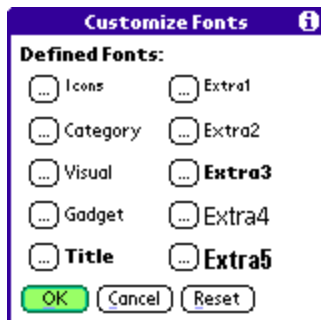 Customize Fonts i
Defined Fonts:
... Icons ... Extra1
... Category ... Extra2
... Visual ... Extra3
... Gadget ... Extra4
... Title ... Extra5
OK Cancel Reset